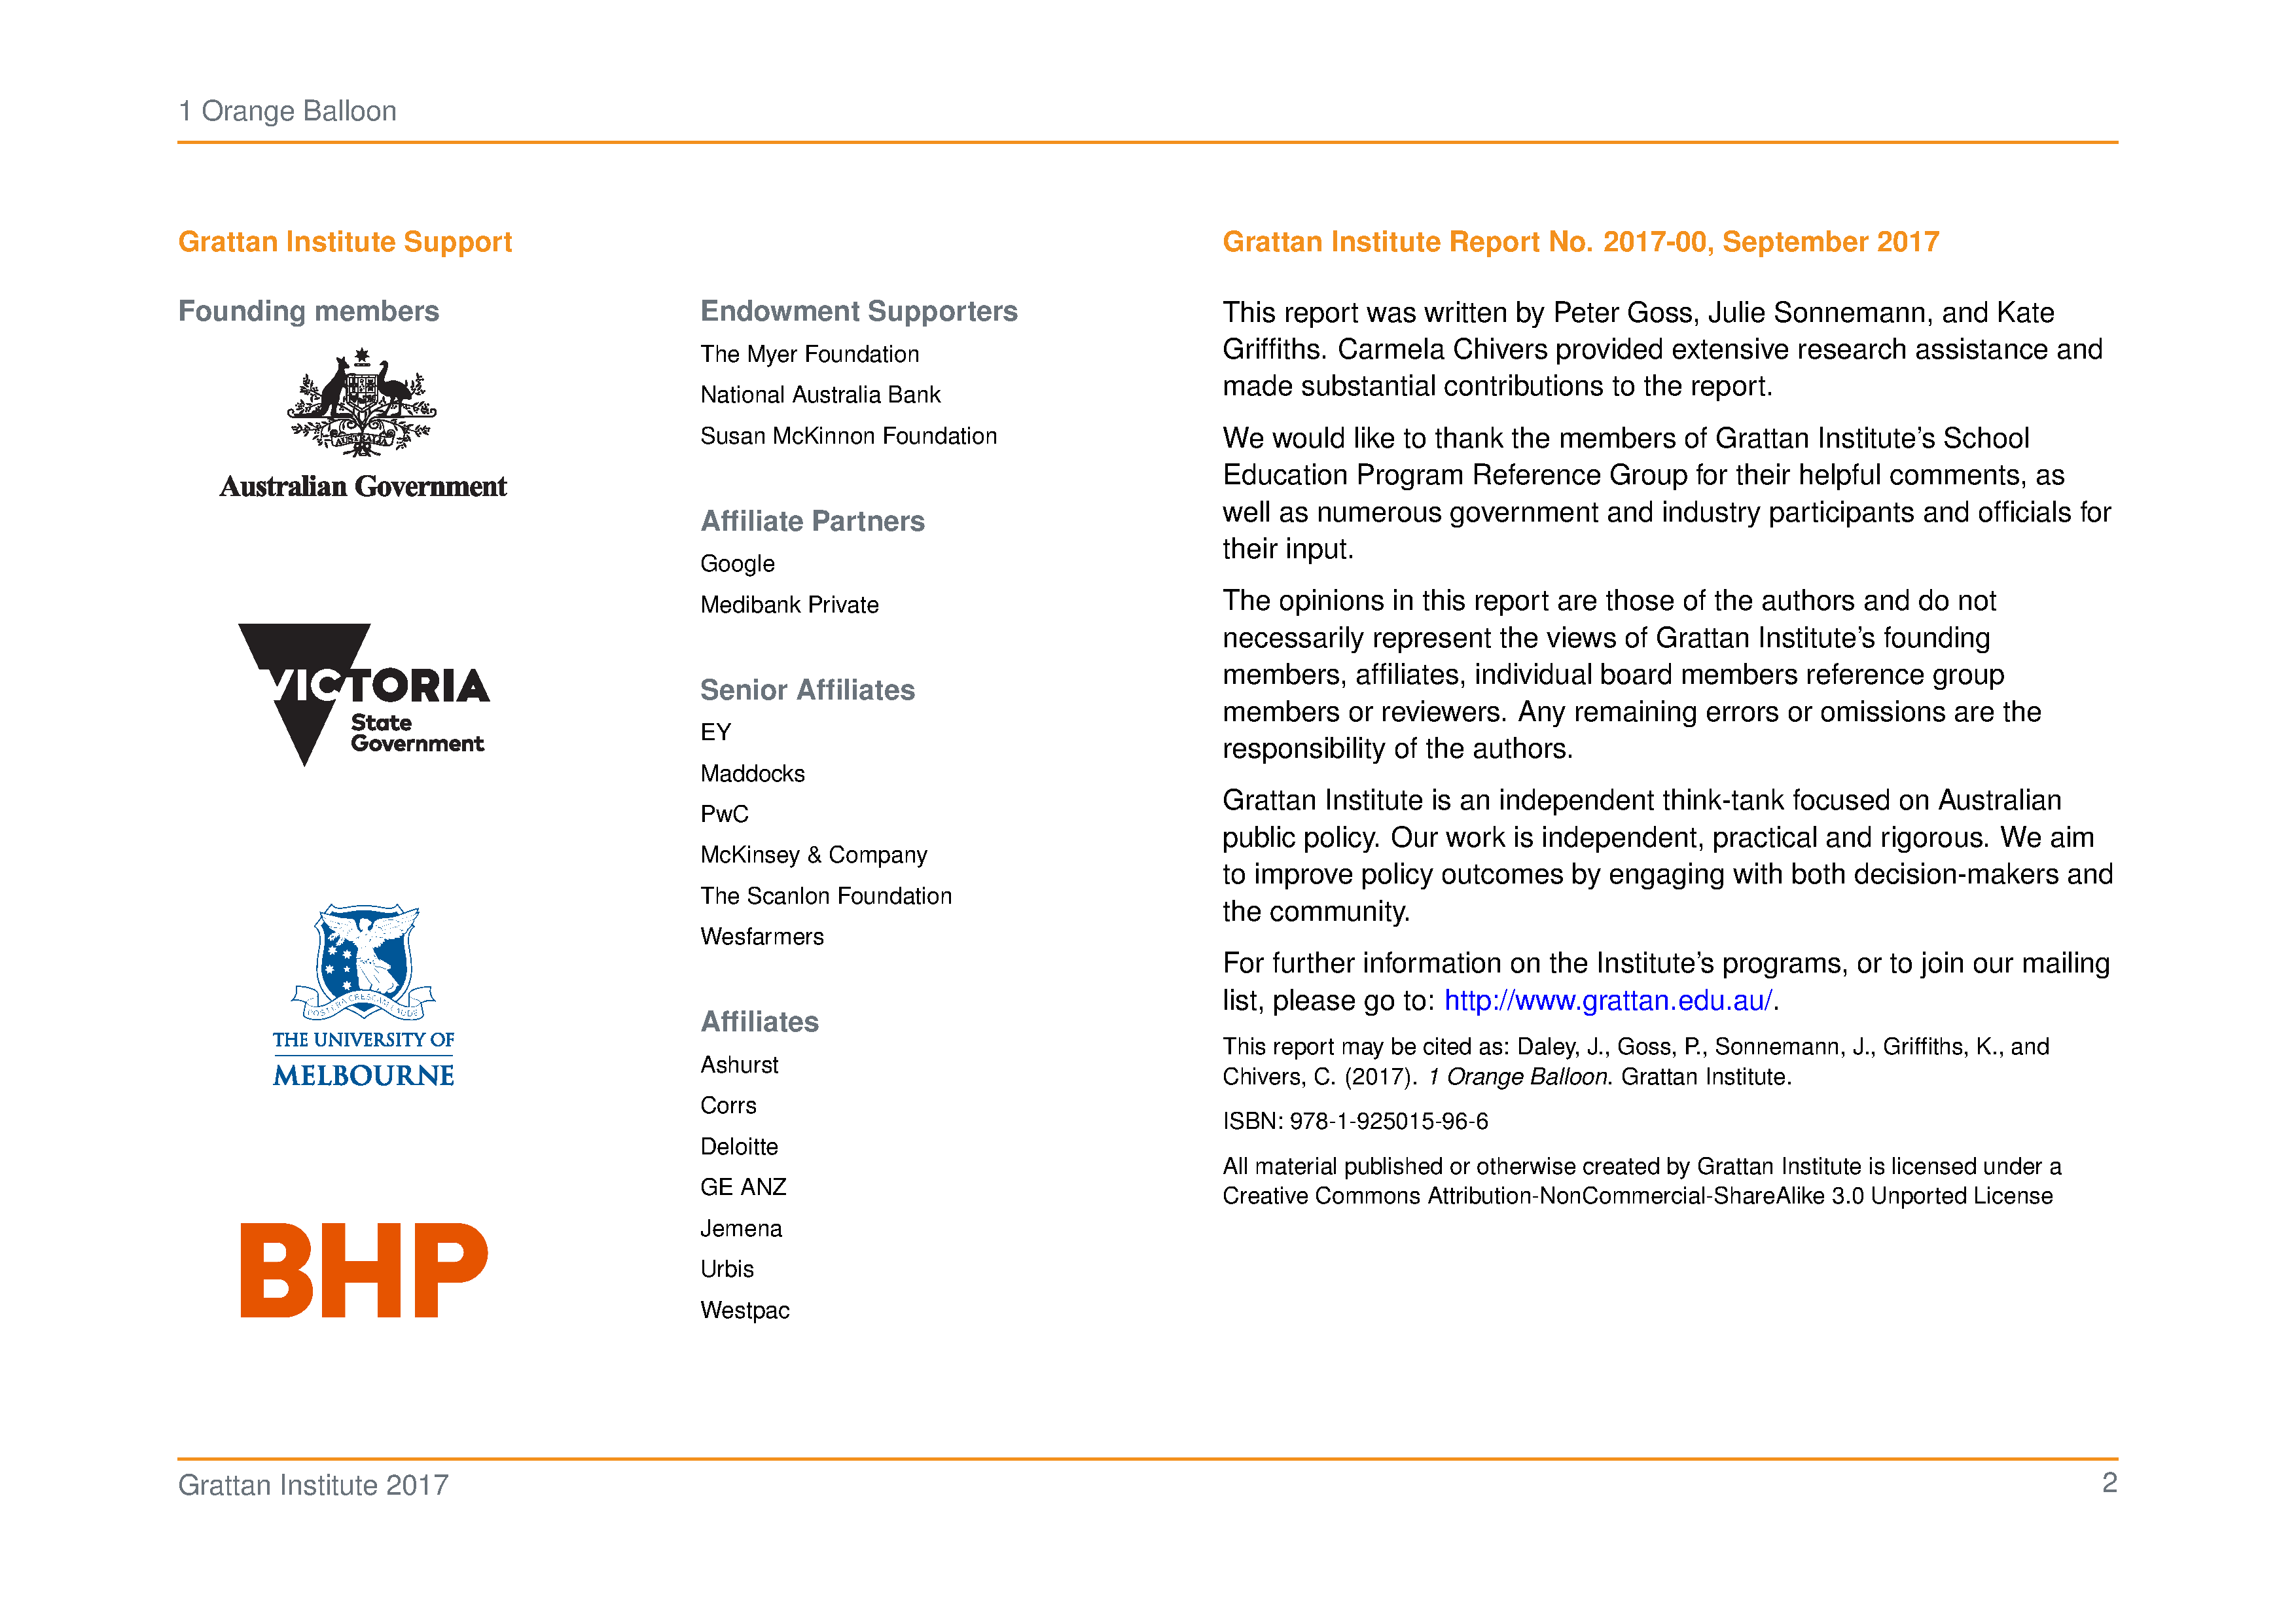 1 Orange Balloon
Grattan Institute Support
Founding members
AUSTRALIA
Australian Government
VICTORIA
State
Government
POSTERA CRESCAM LAUDE
THE UNIVERSITY OF
MELBOURNE
BHP
Endowment Supporters
The Myer Foundation
National Australia Bank
Susan McKinnon Foundation
Affiliate Partners
Google
Medibank Private
Senior Affiliates
EY
Maddocks
PwC
McKinsey & Company
The Scanlon Foundation
Wesfarmers
Affiliates
Ashurst
Corrs
Deloitte
GE ANZ
Jemena
Urbis
Westpac
Grattan Institute Report No. 2017-00, September 2017
This report was written by Peter Goss, Julie Sonnemann, and Kate
Griffiths. Carmela Chivers provided extensive research assistance and
made substantial contributions to the report.
We would like to thank the members of Grattan Institute’s School
Education Program Reference Group for their helpful comments, as
well as numerous government and industry participants and officials for
their input.
The opinions in this report are those of the authors and do not
necessarily represent the views of Grattan Institute’s founding
members, affiliates, individual board members reference group
members or reviewers. Any remaining errors or omissions are the
responsibility of the authors.
Grattan Institute is an independent think-tank focused on Australian
public policy. Our work is independent, practical and rigorous. We aim
to improve policy outcomes by engaging with both decision-makers and
the community.
For further information on the Institute’s programs, or to join our mailing
list, please go to: http://www.grattan.edu.au/.
This report may be cited as: Daley, J., Goss, P., Sonnemann, J., Griffiths, K., and
Chivers, C. (2017). 1 Orange Balloon. Grattan Institute.
ISBN: 978-1-925015-96-6
All material published or otherwise created by Grattan Institute is licensed under a
Creative Commons Attribution-NonCommercial-ShareAlike 3.0 Unported License
Grattan Institute 2017
2